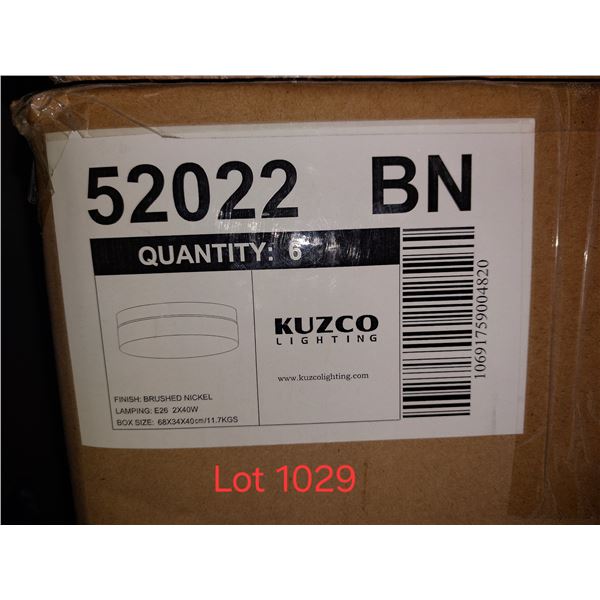 52022 BN
QUANTITY: 6
KUZCO
LIGHTING
www.kuzcolighting.com
FINISH: BRUSHED NICKEL
LAMPING: E26 2X40W
BOX SIZE: 68X34X40cm/11.7KGS
10691759004820
Lot 1029